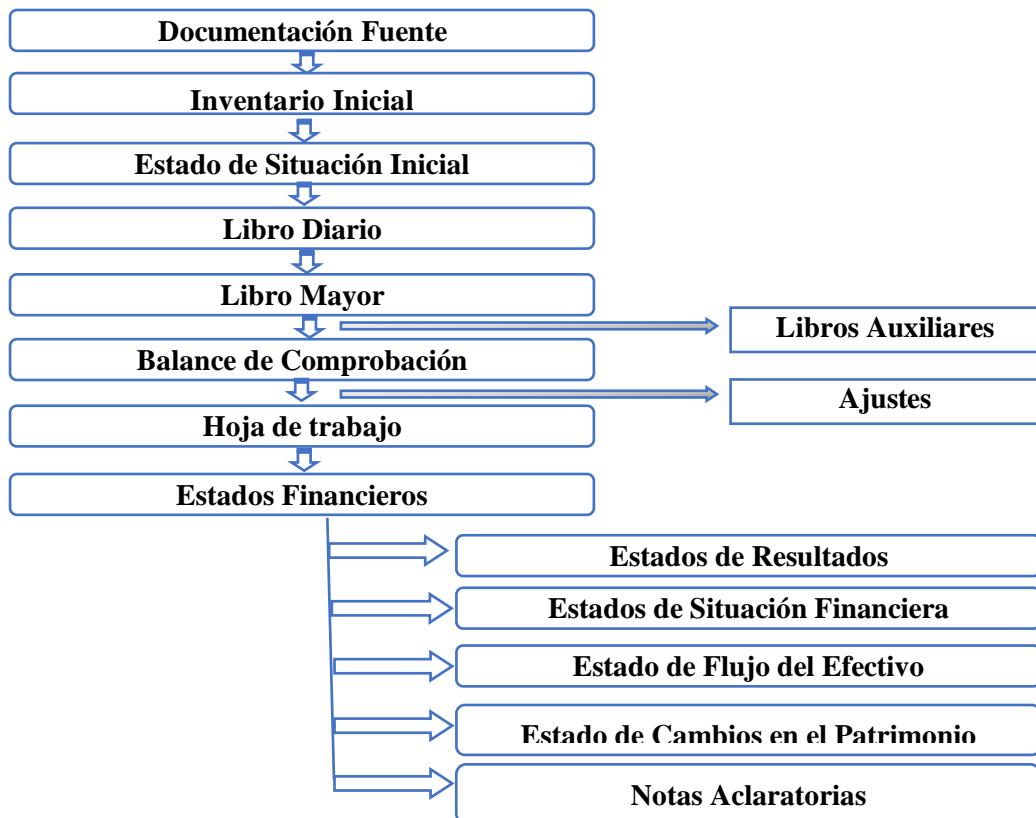 Documentación Fuente
Inventario Inicial
Estado de Situación Inicial
Libro Diario
Libro Mayor
Libros Auxiliares
Balance de Comprobación
Ajustes
Hoja de trabajo
Estados Financieros
Estados de Resultados
Estados de Situación Financiera
Estado de Flujo del Efectivo
Estado de Cambios en el Patrimonio
Notas Aclaratorias